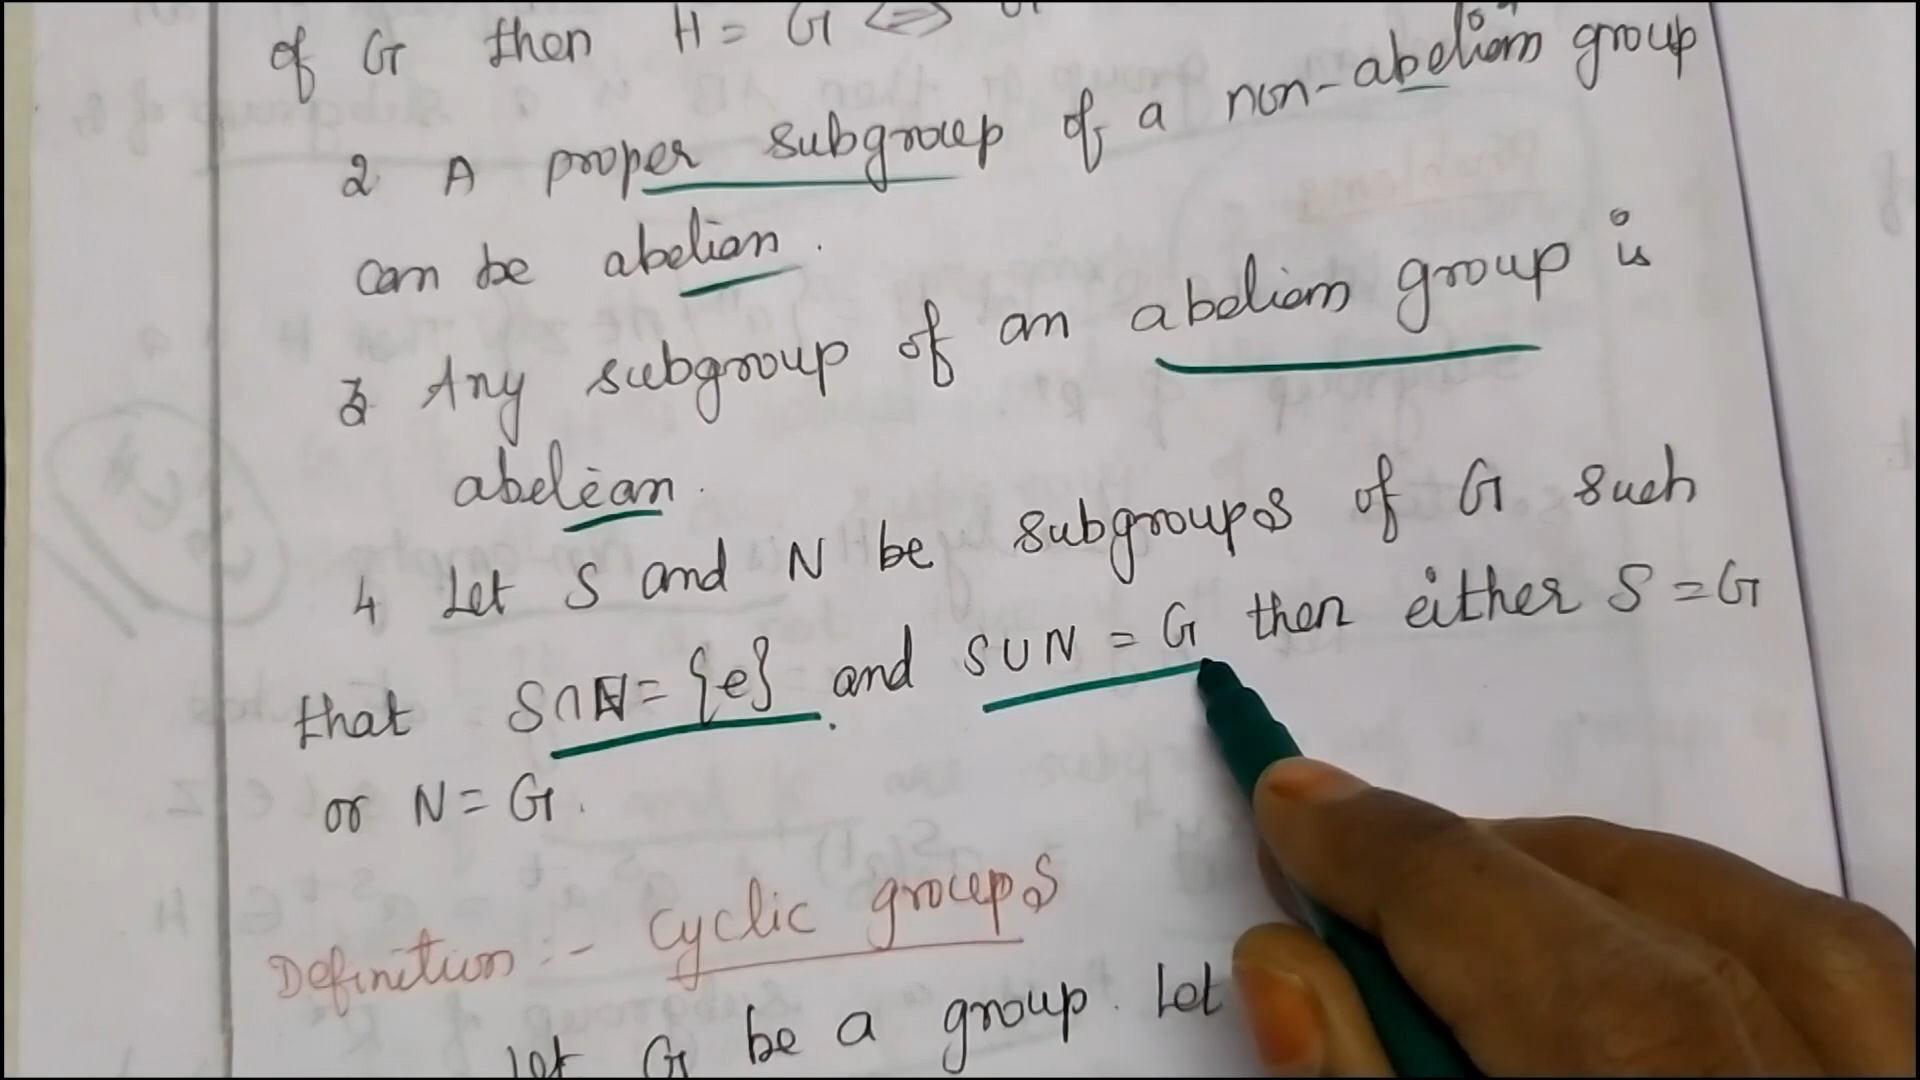 of G then H = G ⇔
2 A proper subgroup of a non-abelian group
can be abelian.
3 Any subgroup of an abelian group is
abelian.
4 Let S and N be subgroups of G such
that S∩N = {e} and S∪N = G then either S = G
or N = G.
Definition :- cyclic groups
Let G be a group. Let